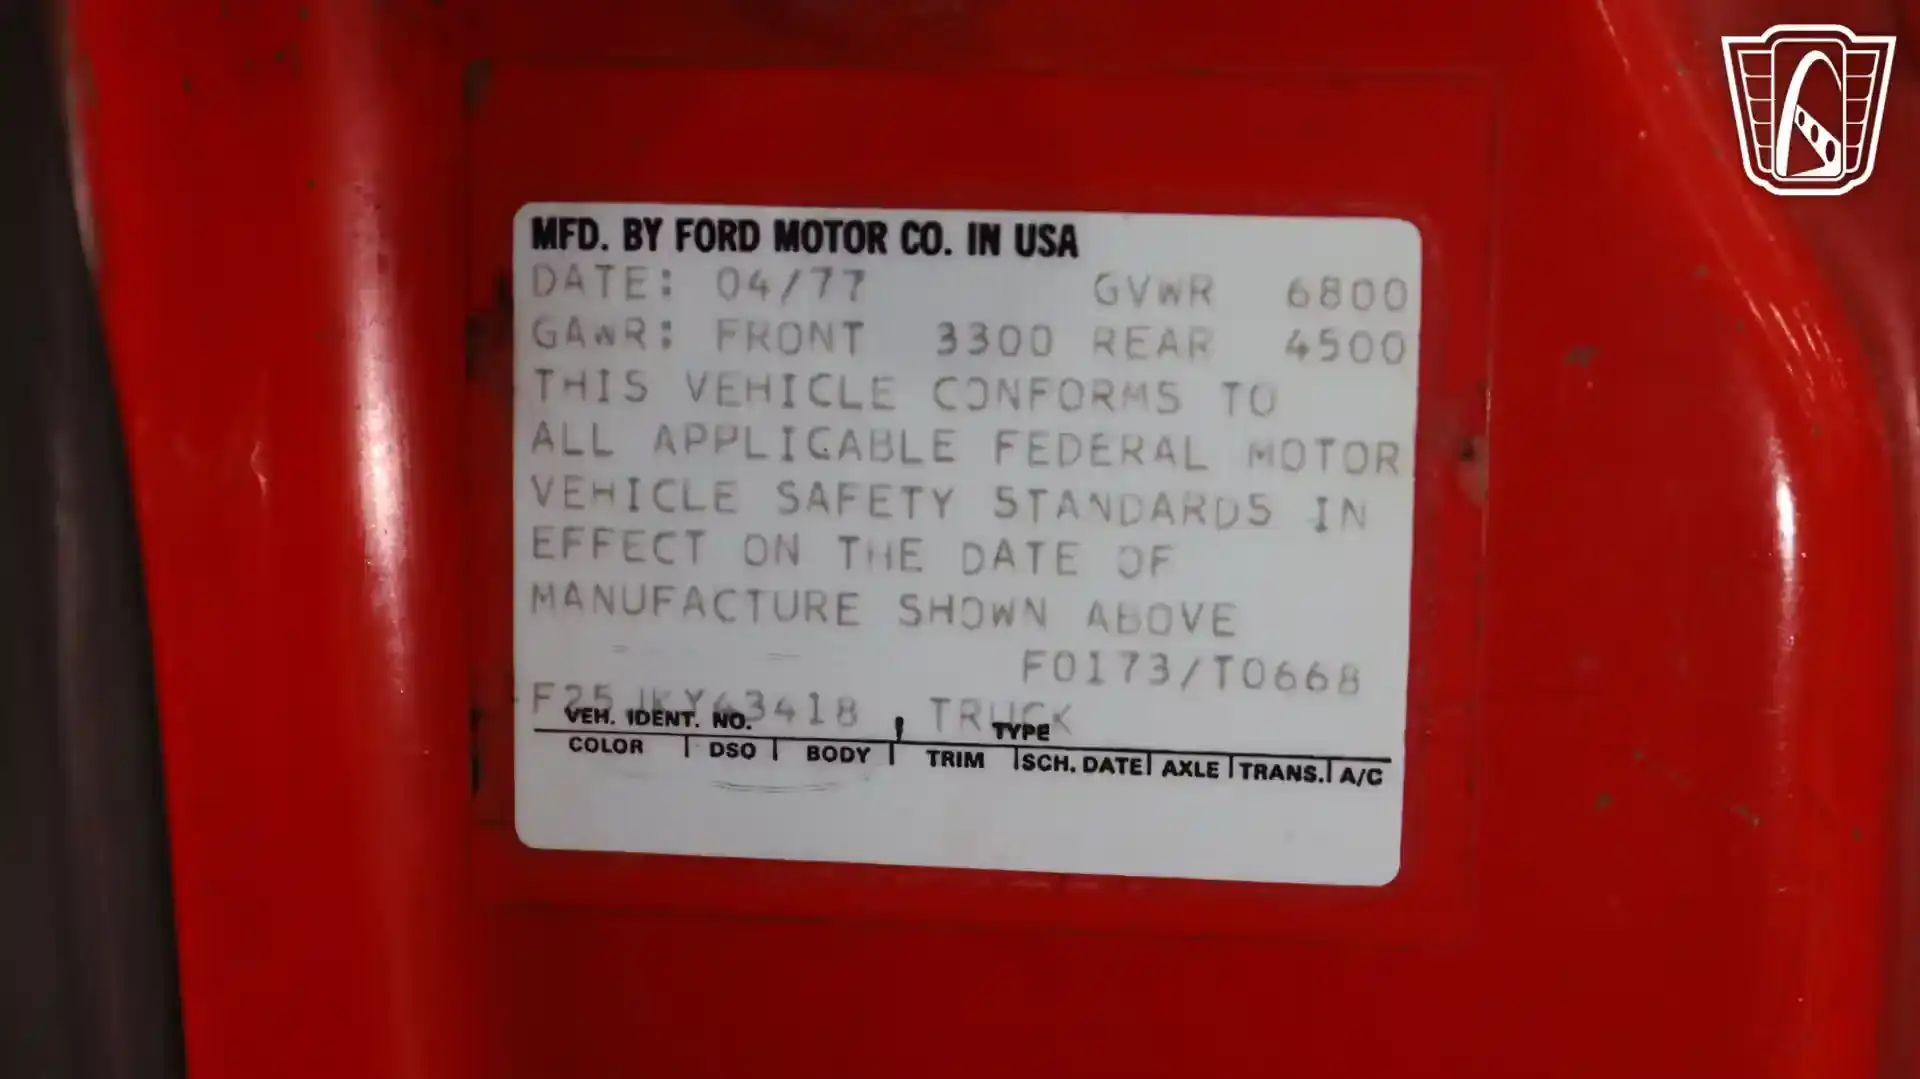 MFD. BY FORD MOTOR CO. IN USA
DATE: 04/77 GVWR 6800
GAWR: FRONT 3300 REAR 4500
THIS VEHICLE CONFORMS TO
ALL APPLICABLE FEDERAL MOTOR
VEHICLE SAFETY STANDARDS IN
EFFECT ON THE DATE OF
MANUFACTURE SHOWN ABOVE
F0173/T0668
F25JKY43418 TRUCK
VEH. IDENT. NO. TYPE
COLOR DSO BODY TRIM SCH. DATE AXLE TRANS. A/C